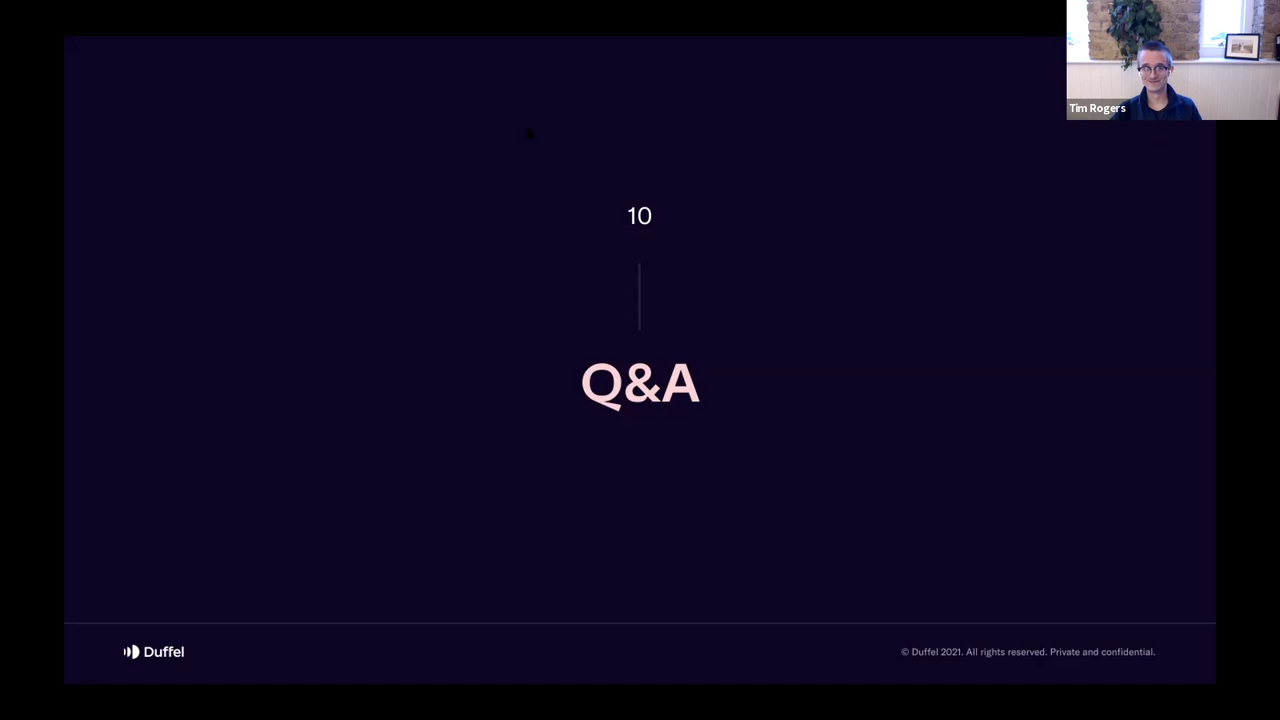 Tim Rogers
10
Q&A
Duffel
© Duffel 2021. All rights reserved. Private and confidential.